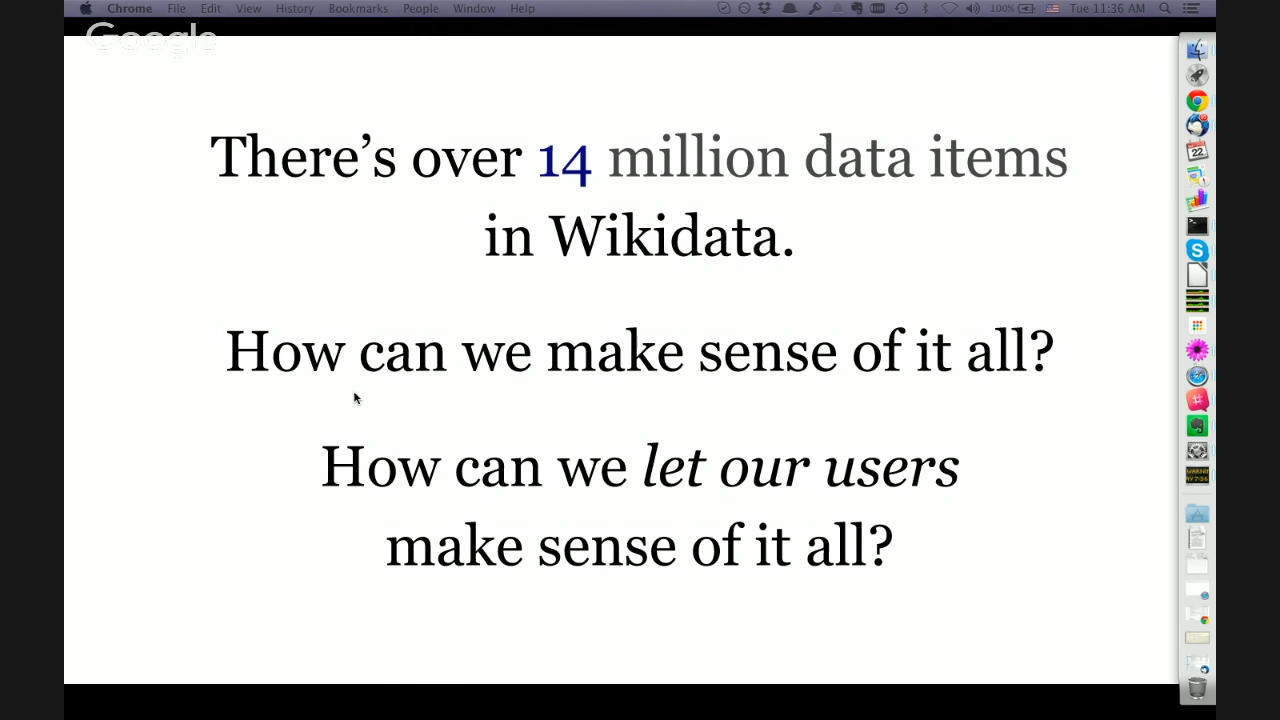 Chrome File Edit View History Bookmarks People Window Help 100% Tue 11:36 AM
Google
There’s over 14 million data items
in Wikidata.
How can we make sense of it all?
How can we let our users
make sense of it all?
22